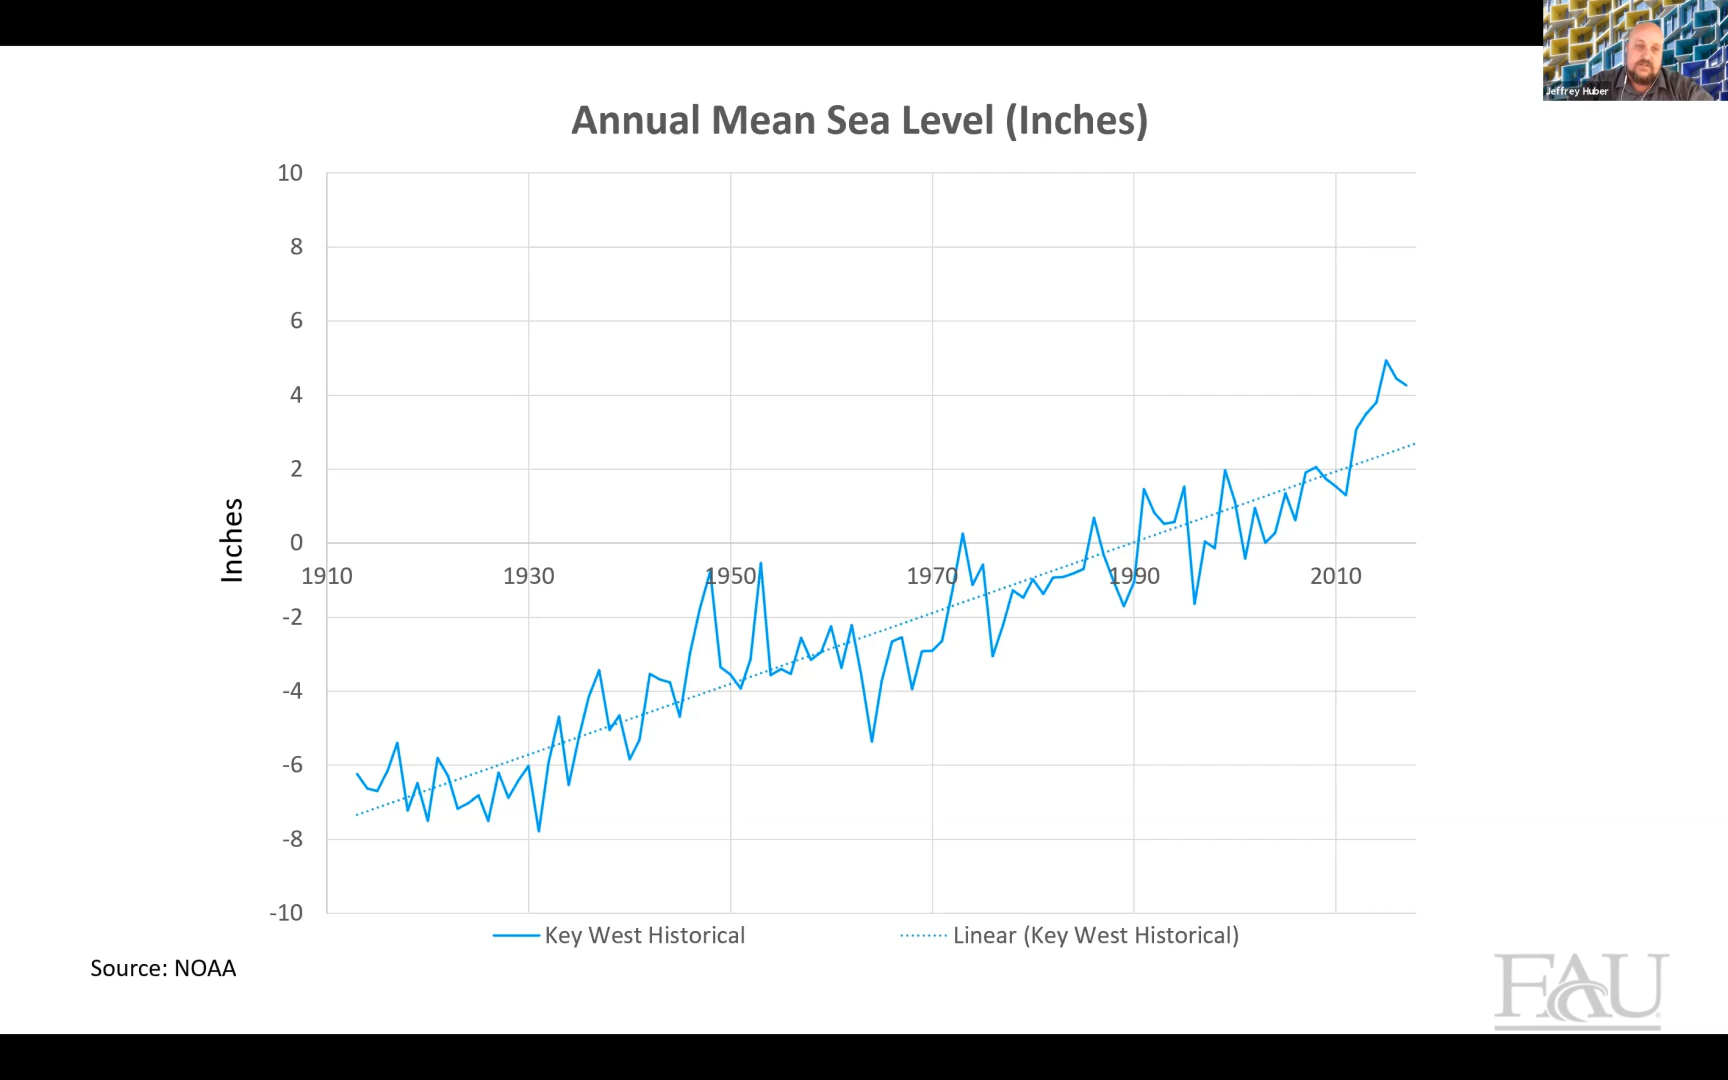 Jeffrey Huber
Annual Mean Sea Level (Inches)
10
8
6
4
2
0
-2
-4
-6
-8
-10
Inches
1910 1930 1950 1970 1990 2010
Key West Historical Linear (Key West Historical)
Source: NOAA
FAU